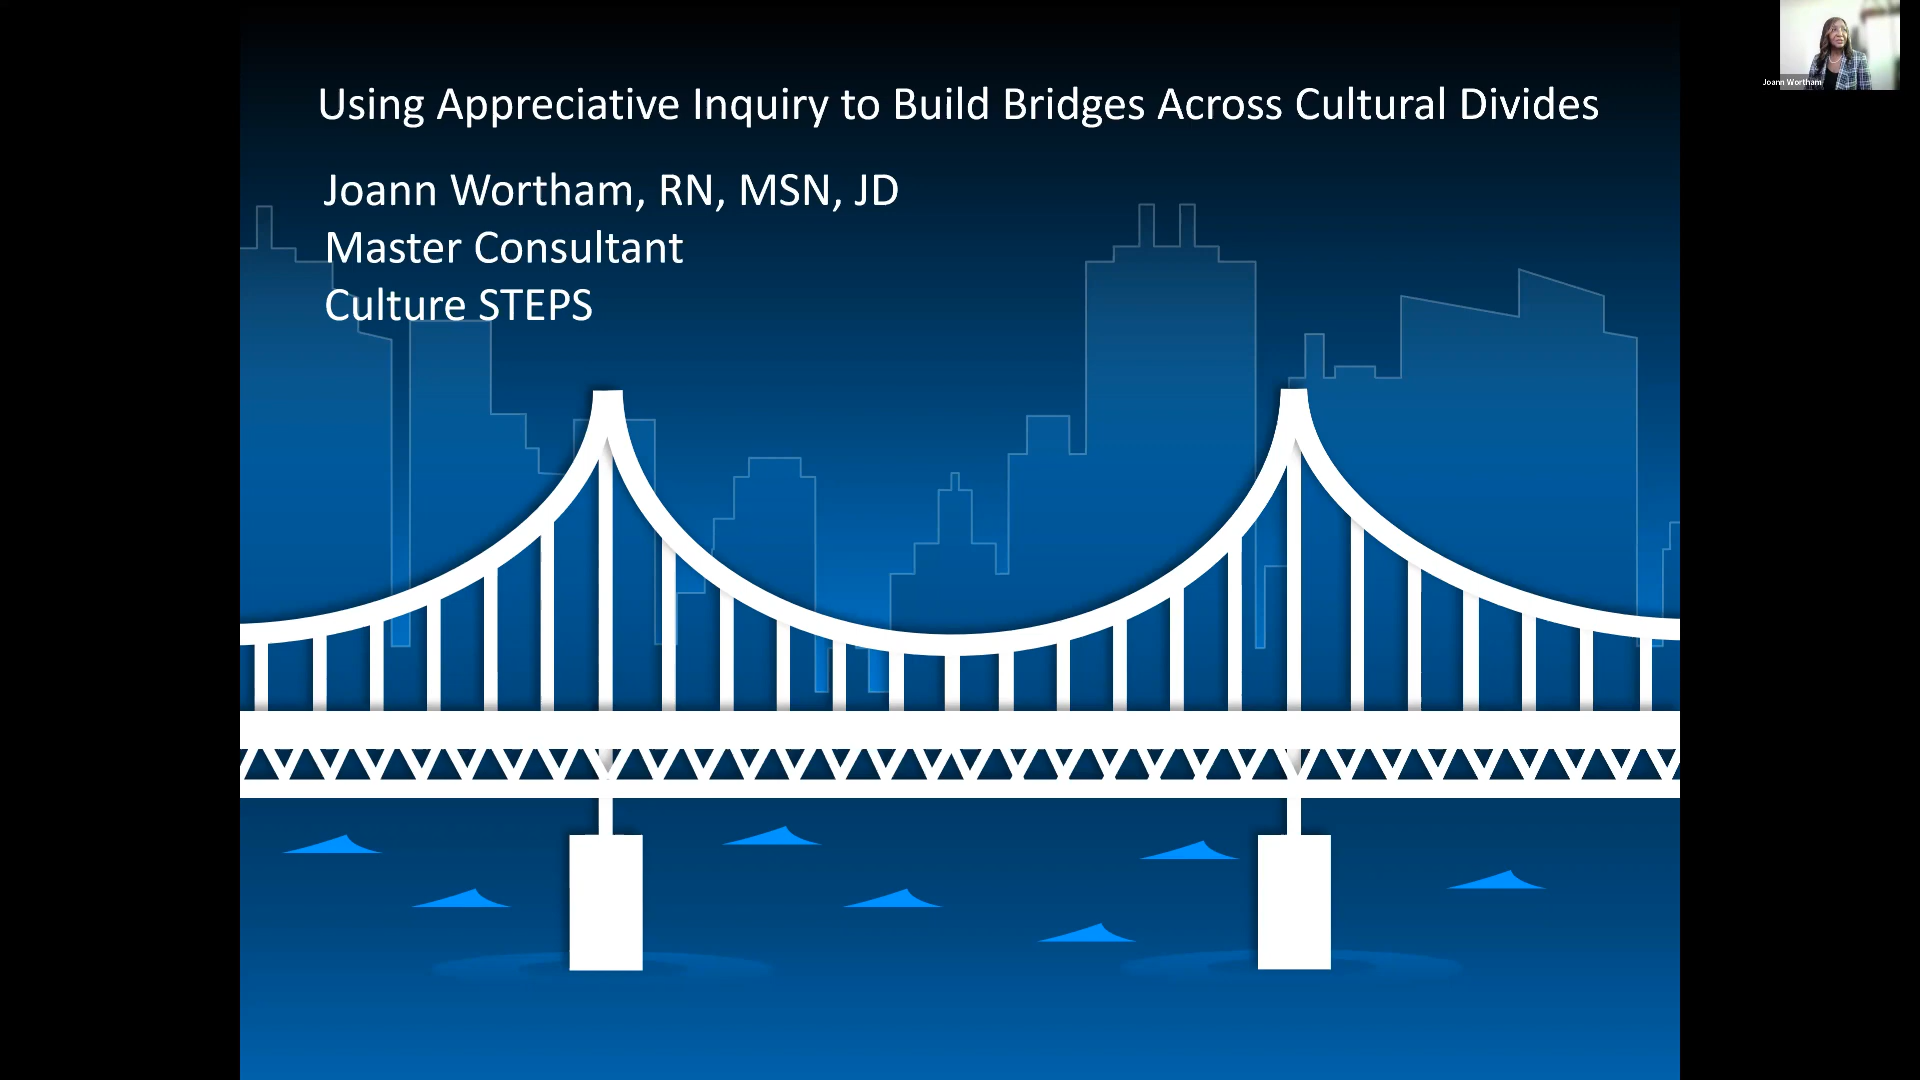 Using Appreciative Inquiry to Build Bridges Across Cultural Divides
Joann Wortham, RN, MSN, JD
Master Consultant
Culture STEPS
Joann Wortham